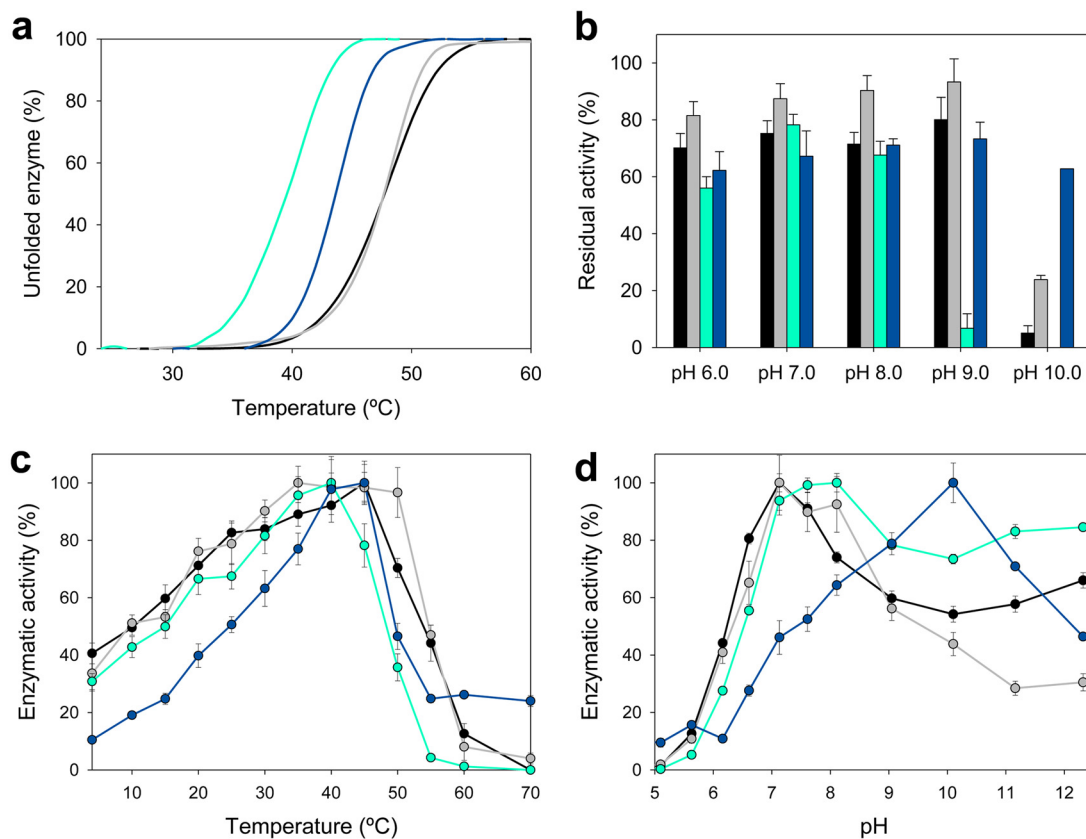 a
100
80
60
40
20
0
Unfolded enzyme (%)
30 40 50 60
Temperature (ºC)
b
100
80
60
40
20
0
Residual activity (%)
pH 6.0 pH 7.0 pH 8.0 pH 9.0 pH 10.0
c
100
80
60
40
20
0
Enzymatic activity (%)
10 20 30 40 50 60 70
Temperature (ºC)
d
100
80
60
40
20
0
Enzymatic activity (%)
5 6 7 8 9 10 11 12
pH